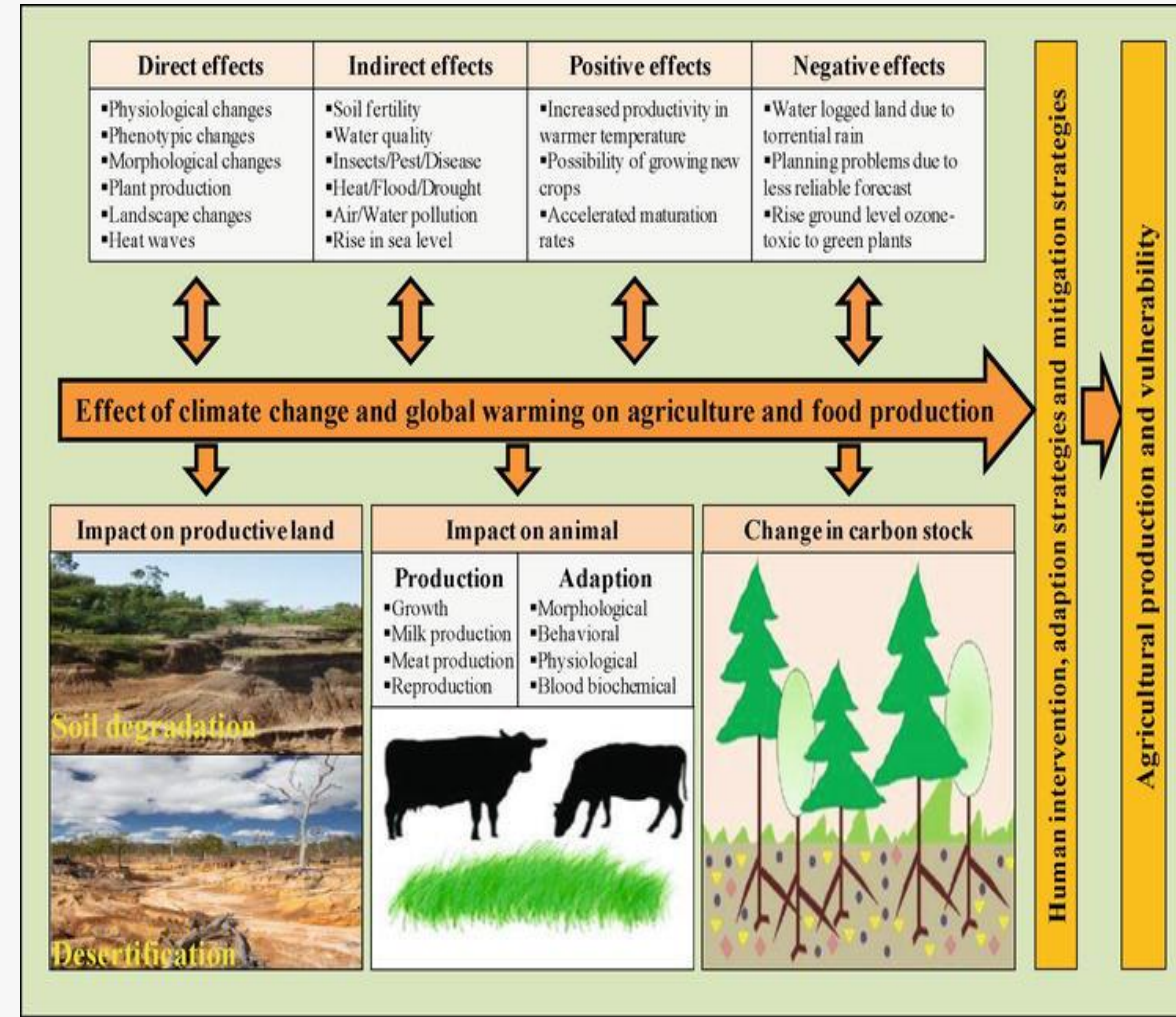 Direct effects
▪Physiological changes
▪Phenotypic changes
▪Morphological changes
▪Plant production
▪Landscape changes
▪Heat waves
Indirect effects
▪Soil fertility
▪Water quality
▪Insects/Pest/Disease
▪Heat/Flood/Drought
▪Air/Water pollution
▪Rise in sea level
Positive effects
▪Increased productivity in
warmer temperature
▪Possibility of growing new
crops
▪Accelerated maturation
rates
Negative effects
▪Water logged land due to
torrential rain
▪Planning problems due to
less reliable forecast
▪Rise ground level ozone-
toxic to green plants
Effect of climate change and global warming on agriculture and food production
Impact on productive land
Soil degradation
Desertification
Impact on animal
Production
▪Growth
▪Milk production
▪Meat production
▪Reproduction
Adaption
▪Morphological
▪Behavioral
▪Physiological
▪Blood biochemical
Change in carbon stock
Human intervention, adaption strategies and mitigation strategies
Agricultural production and vulnerability